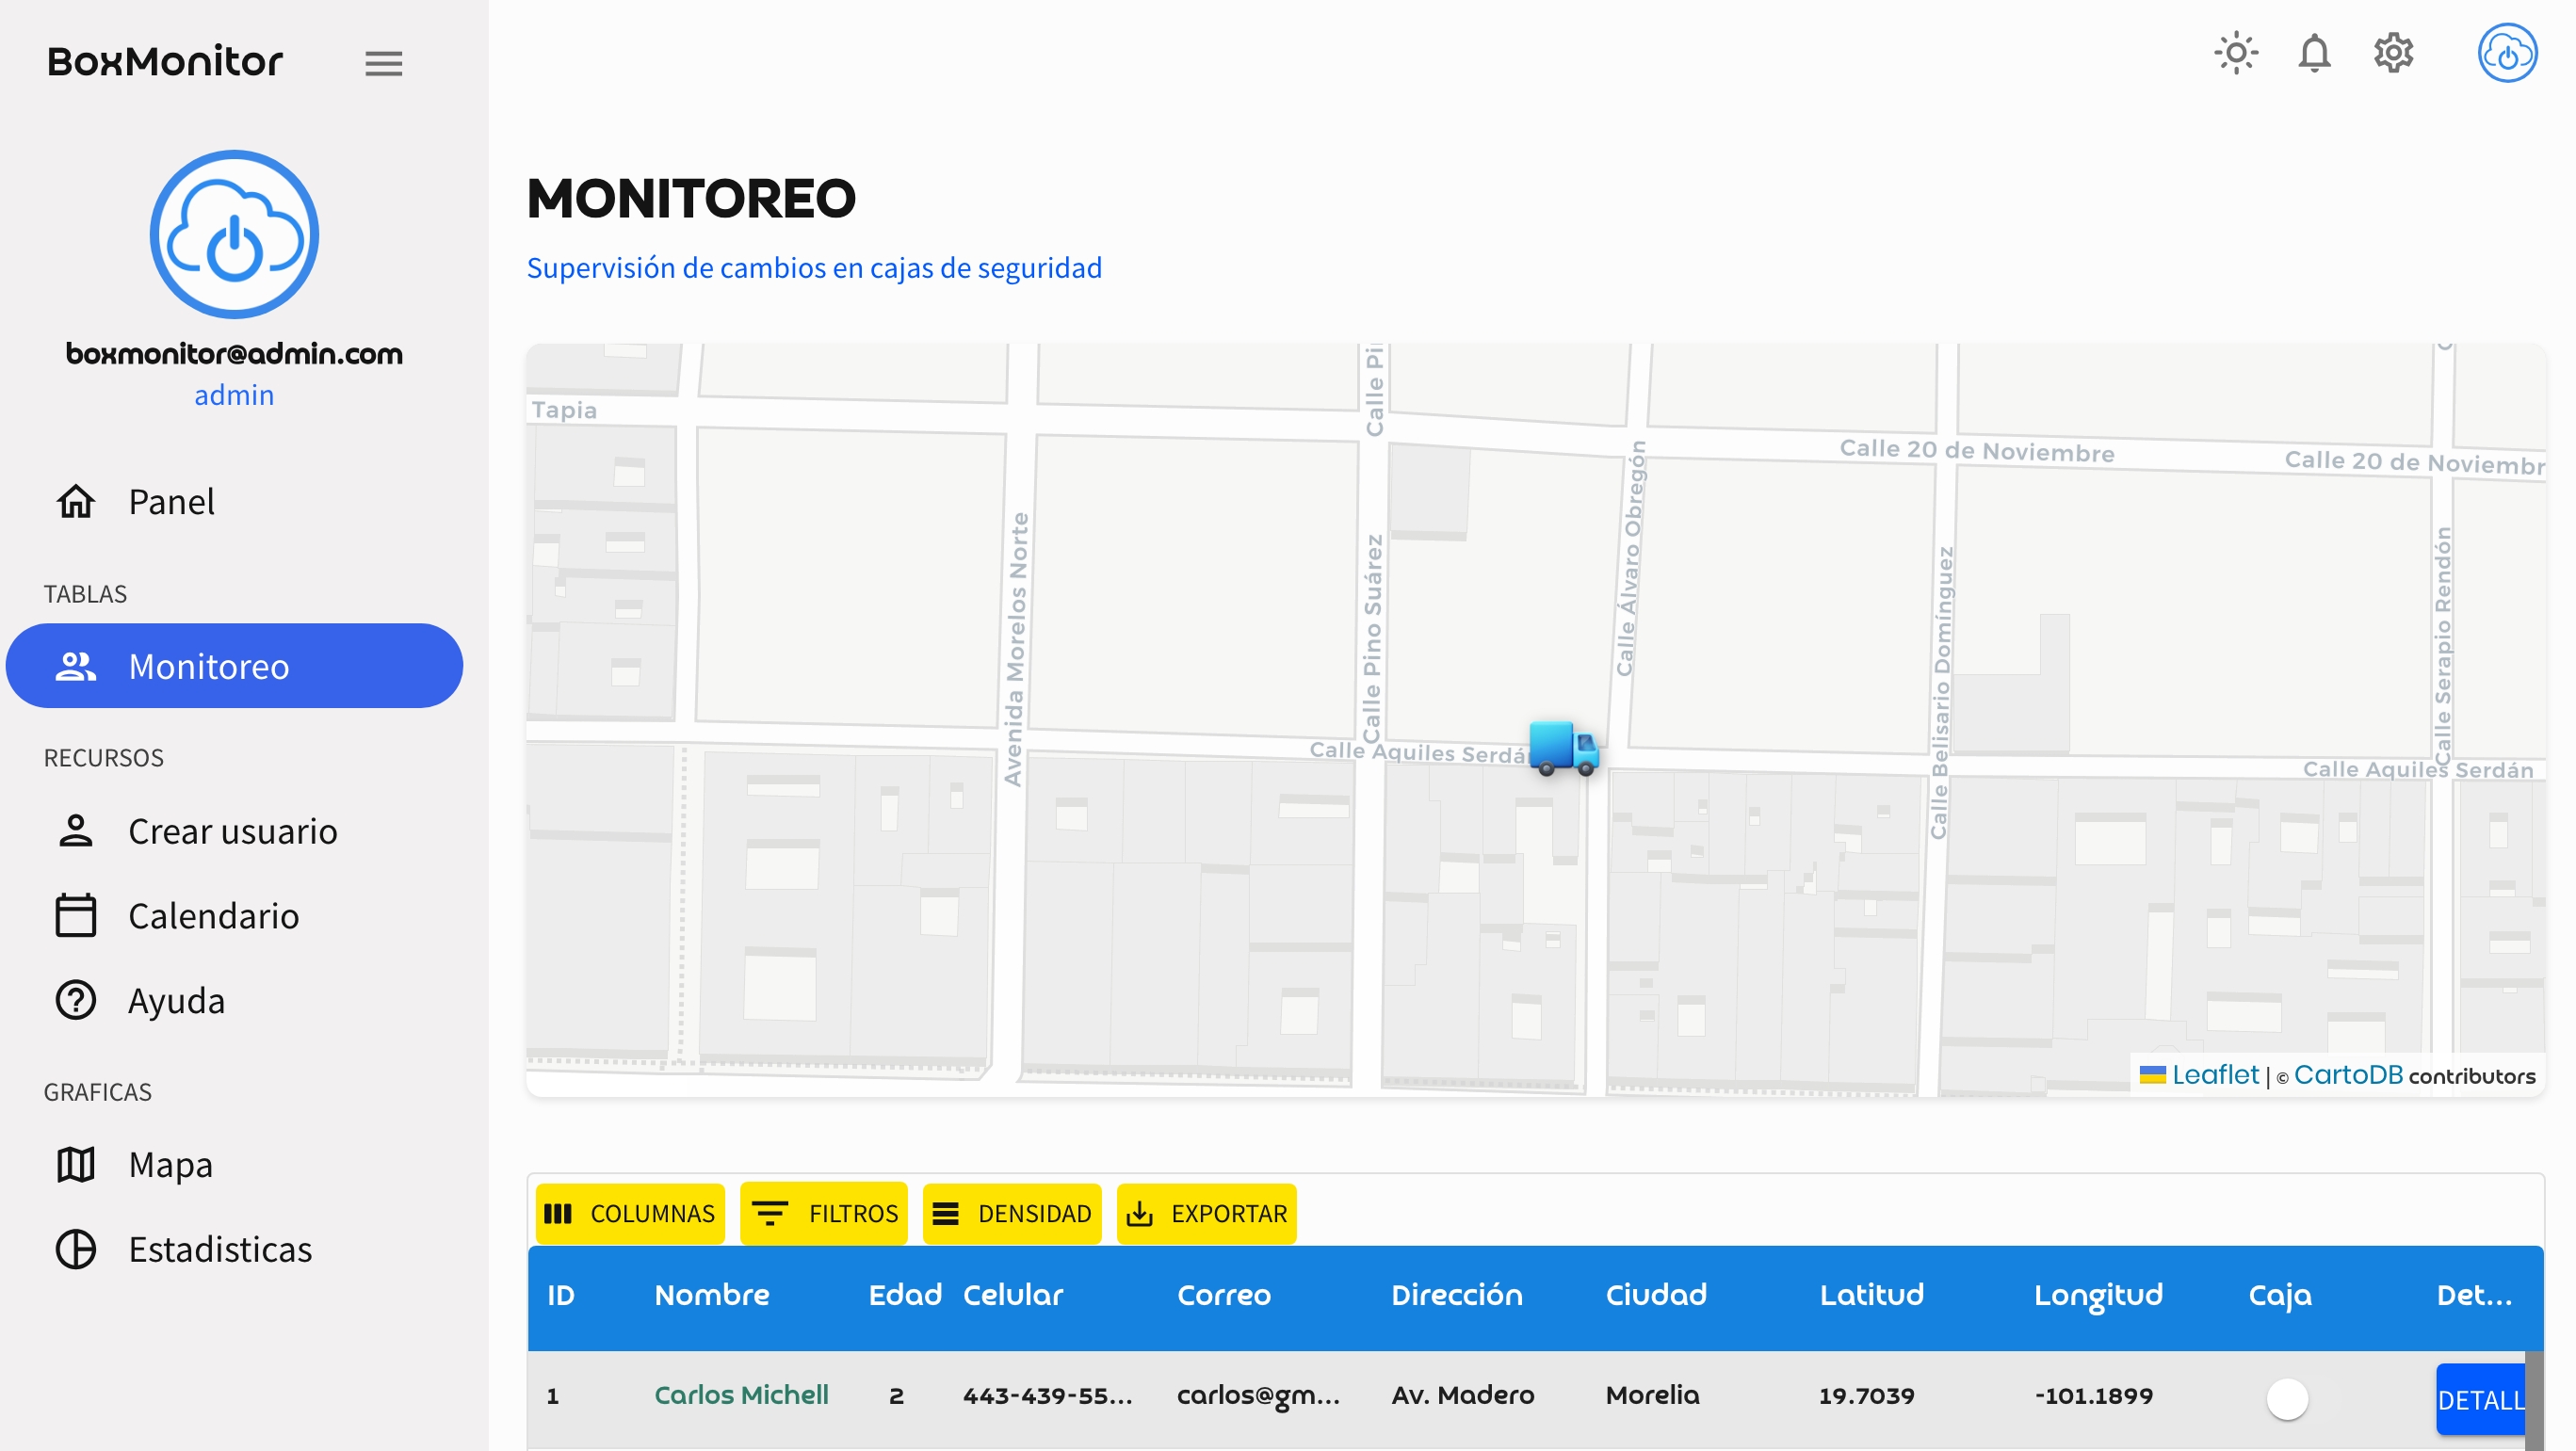 BoxMonitor
boxmonitor@admin.com
admin
Panel
TABLAS
Monitoreo
RECURSOS
Crear usuario
Calendario
Ayuda
GRAFICAS
Mapa
Estadisticas
MONITOREO
Supervisión de cambios en cajas de seguridad
Tapia
Calle Pi
Calle 20 de Noviembre
Calle 20 de Noviembr
Avenida Morelos Norte
Calle Pino Suárez
Calle Álvaro Obregón
Calle Belisario Domínguez
Calle Serapio Rendón
Calle Aquiles Serdán
Calle Aquiles Serdán
Leaflet | © CartoDB contributors
COLUMNAS FILTROS DENSIDAD EXPORTAR
ID Nombre Edad Celular Correo Dirección Ciudad Latitud Longitud Caja Det...
1 Carlos Michell 2 443-439-55... carlos@gm... Av. Madero Morelia 19.7039 -101.1899 DETALL